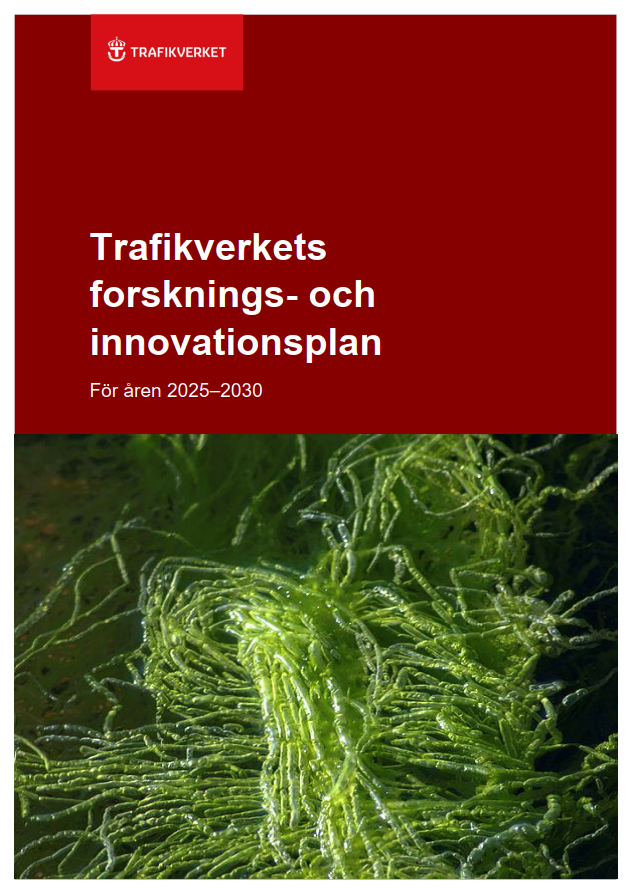 TRAFIKVERKET
Trafikverkets
forsknings- och
innovationsplan
För åren 2025–2030